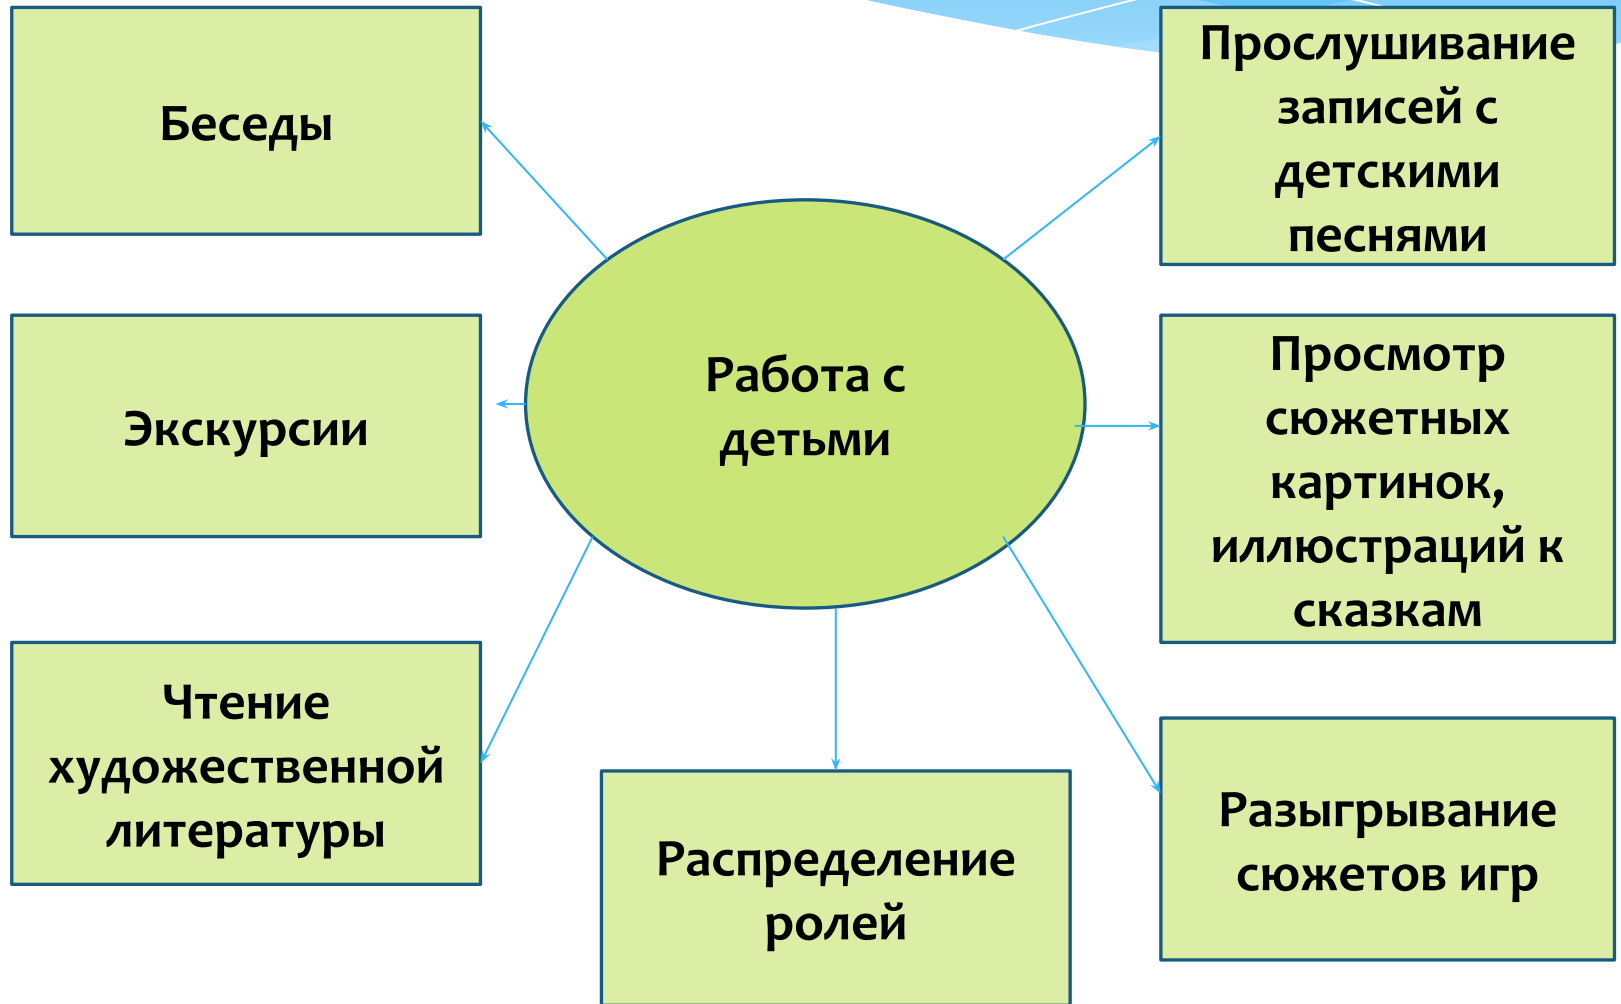 Беседы
Прослушивание
записей с
детскими
песнями
Работа с
детьми
Экскурсии
Просмотр
сюжетных
картинок,
иллюстраций к
сказкам
Чтение
художественной
литературы
Распределение
ролей
Разыгрывание
сюжетов игр